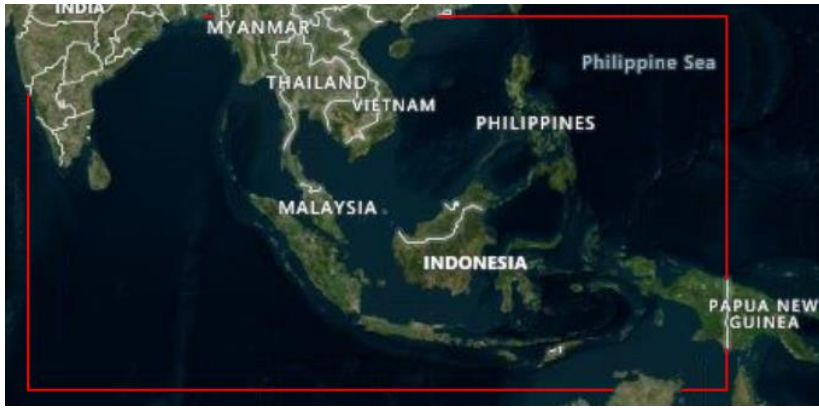 INDIA
MYANMAR
Philippine Sea
THAILAND
VIETNAM
PHILIPPINES
MALAYSIA
INDONESIA
PAPUA NEW
GUINEA